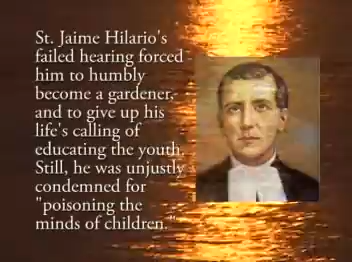 St. Jaime Hilario's
failed hearing forced
him to humbly
become a gardener,
and to give up his
life's calling of
educating the youth.
Still, he was unjustly
condemned for
"poisoning the
minds of children."